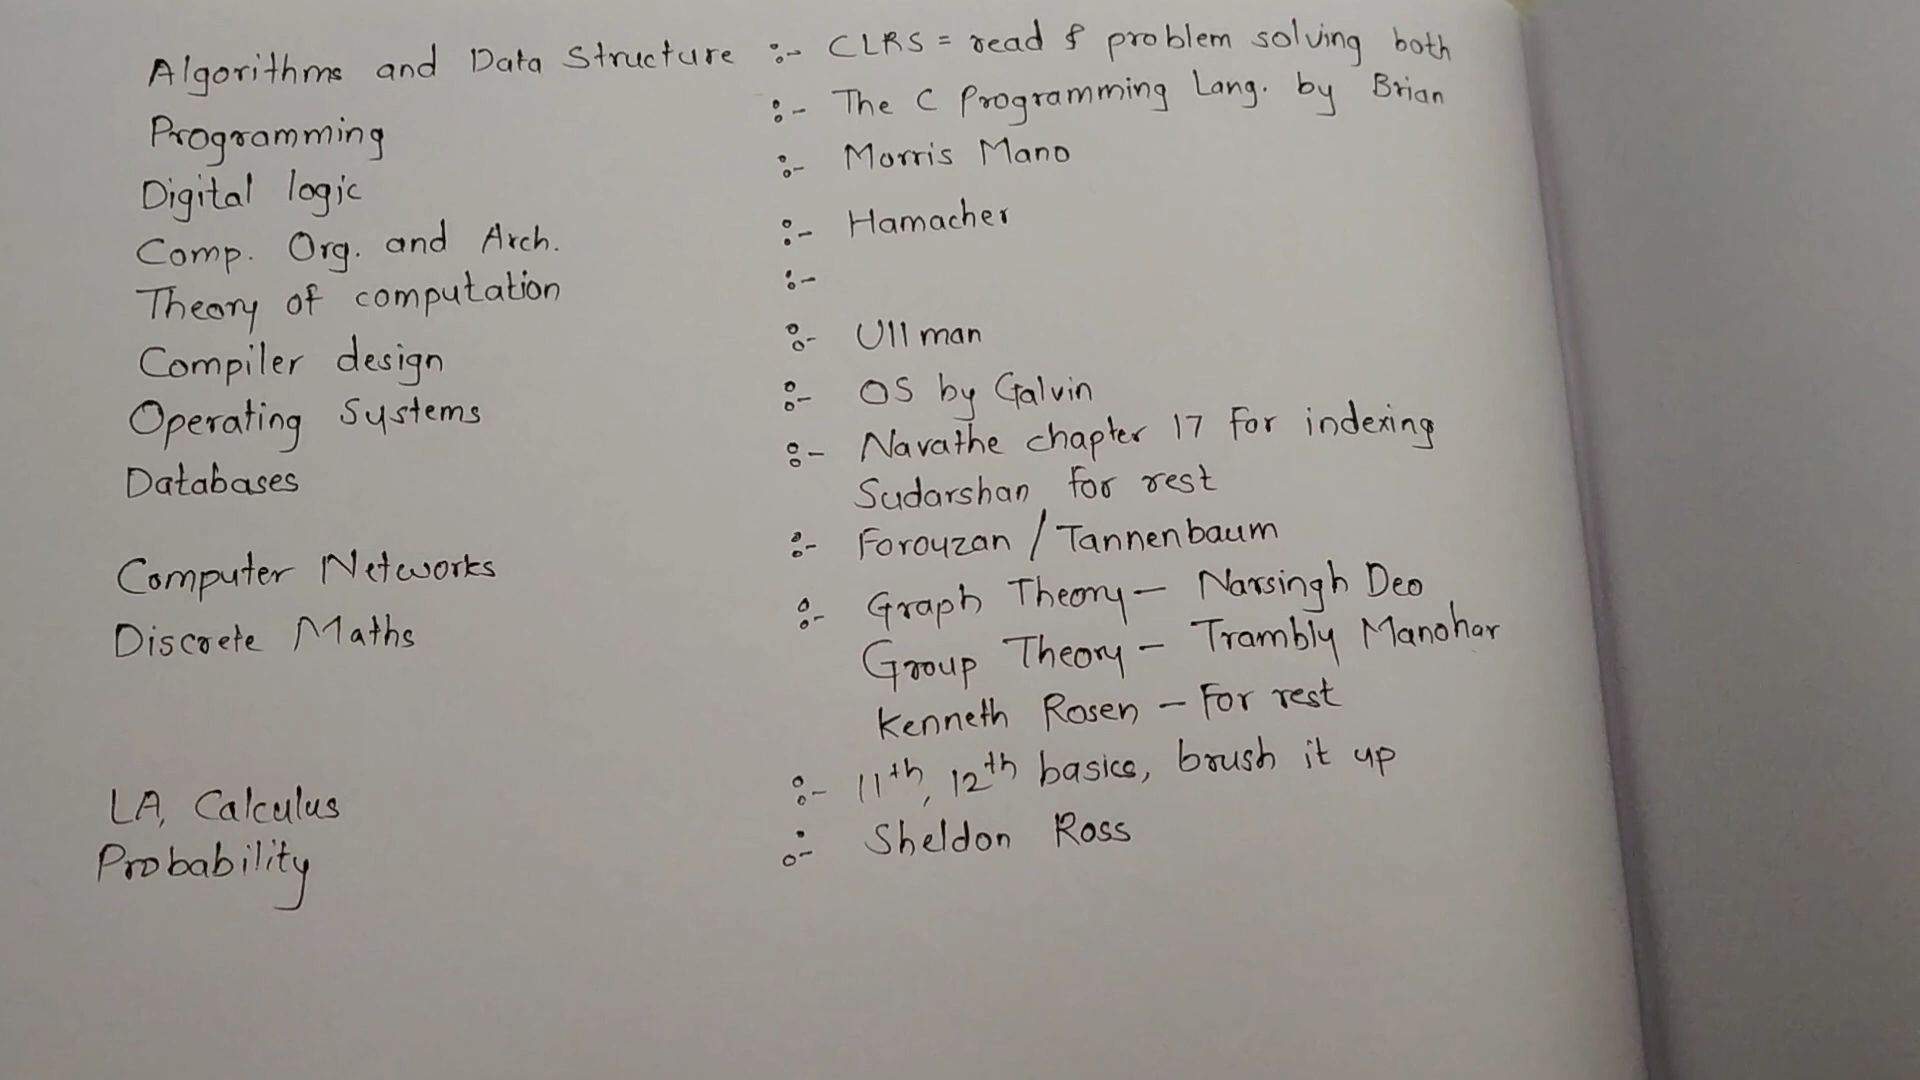 Algorithms and Data Structure :- CLRS = read & problem solving both
Programming :- The C Programming Lang. by Brian
Digital logic :- Morris Mano
Comp. Org. and Arch. :- Hamacher
Theory of computation :-
Compiler design :- Ullman
Operating Systems :- OS by Galvin
Databases :- Navathe chapter 17 for indexing
Sudarshan for rest
Computer Networks :- Forouzan / Tannenbaum
Discrete Maths :- Graph Theory - Narsingh Deo
Group Theory - Trambly Manohar
Kenneth Rosen - For rest
LA, Calculus :- 11th, 12th basics, brush it up
Probability :- Sheldon Ross